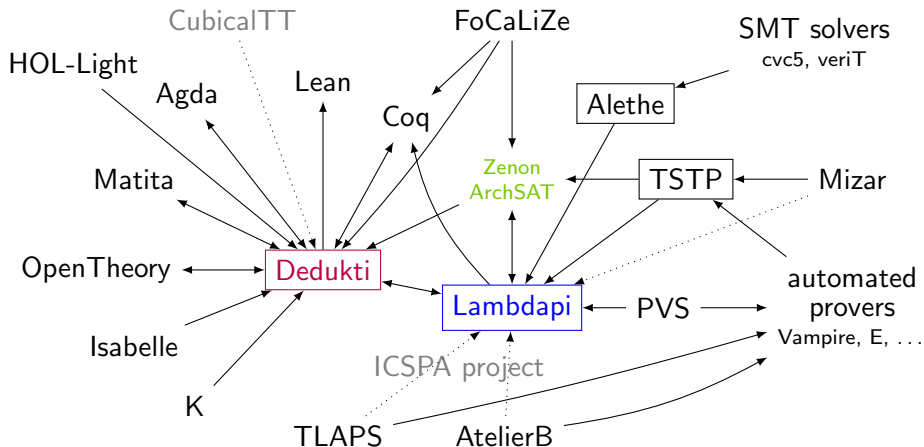 CubicalTT
FoCaLiZe
SMT solvers
cvc5, veriT
HOL-Light
Agda
Lean
Coq
Alethe
Matita
Zenon
ArchSAT
TSTP
Mizar
OpenTheory
Dedukti
Lambdapi
PVS
automated
provers
Vampire, E, ...
Isabelle
ICSPA project
K
TLAPS
AtelierB